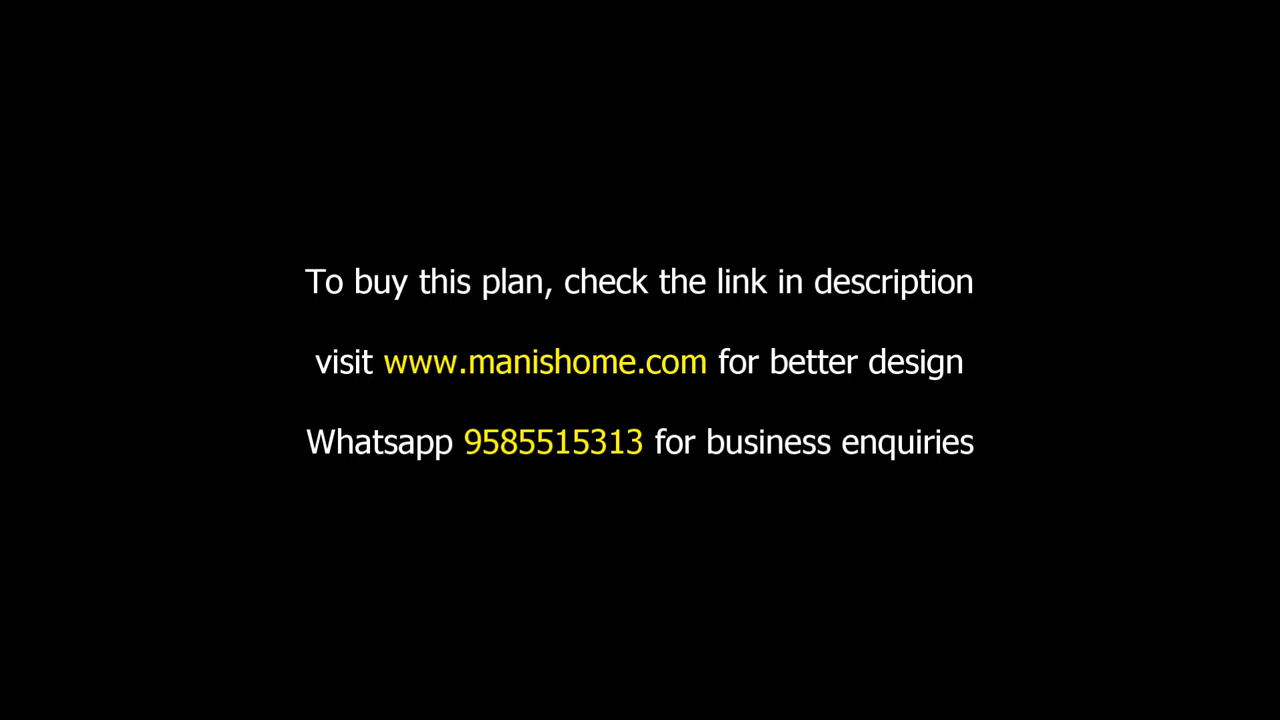 To buy this plan, check the link in description
visit www.manishome.com for better design
Whatsapp 9585515313 for business enquiries